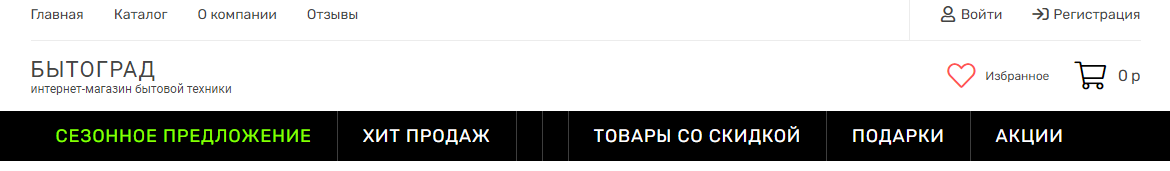 Главная Каталог О компании Отзывы Войти Регистрация
БЫТОГРАД
интернет-магазин бытовой техники
Избранное 0 р
СЕЗОННОЕ ПРЕДЛОЖЕНИЕ ХИТ ПРОДАЖ ТОВАРЫ СО СКИДКОЙ ПОДАРКИ АКЦИИ